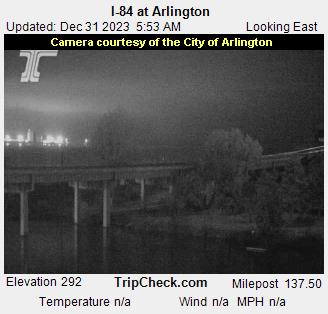 I-84 at Arlington
Updated: Dec 31 2023 5:53 AM Looking East
Camera courtesy of the City of Arlington
Elevation 292 TripCheck.com Milepost 137.50
Temperature n/a Wind n/a MPH n/a